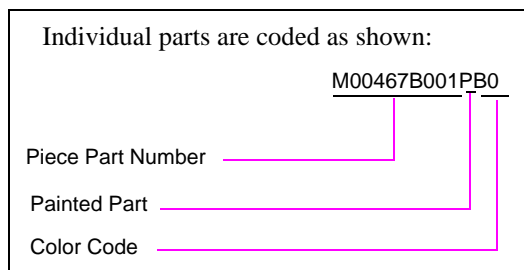 Individual parts are coded as shown:
M00467B001PB0
Piece Part Number
Painted Part
Color Code